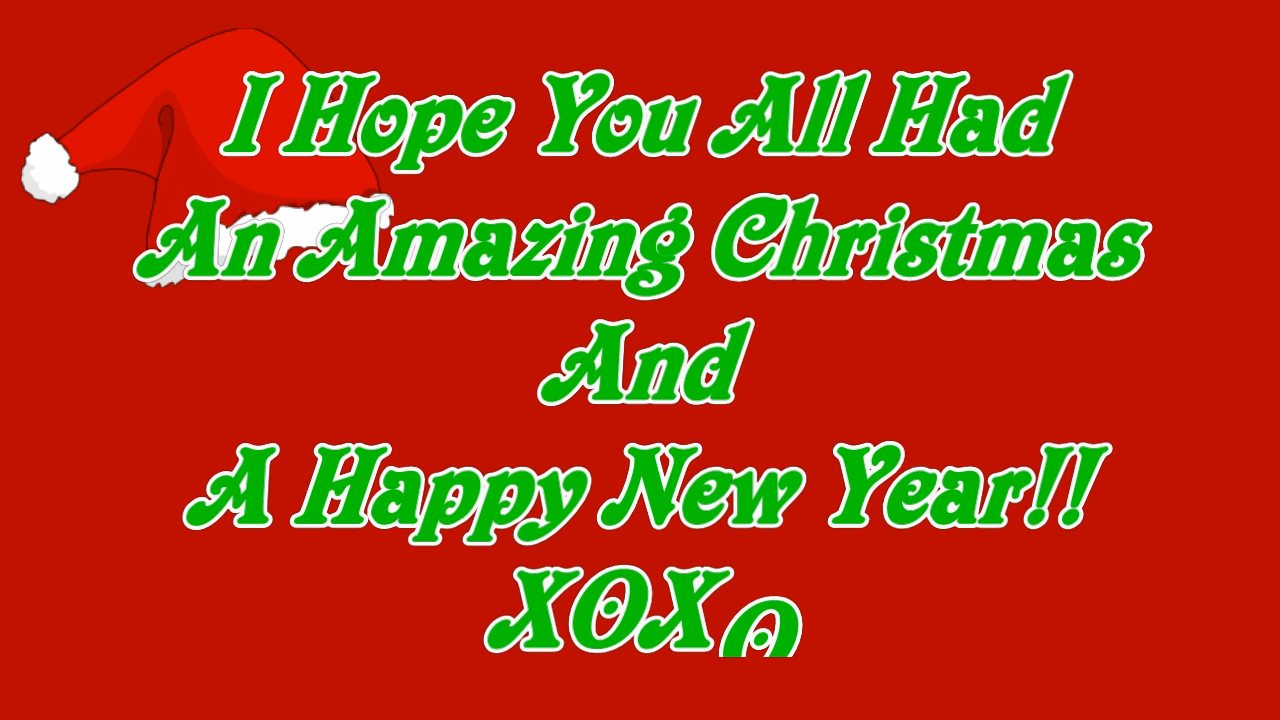 I Hope You All Had
An Amazing Christmas
And
A Happy New Year!!
XOXO